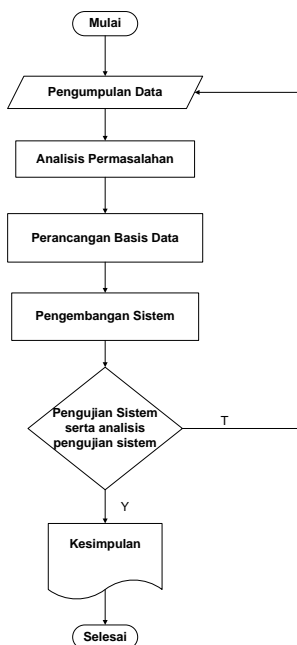 Mulai
Pengumpulan Data
Analisis Permasalahan
Perancangan Basis Data
Pengembangan Sistem
Pengujian Sistem
serta analisis
pengujian sistem
T
Y
Kesimpulan
Selesai